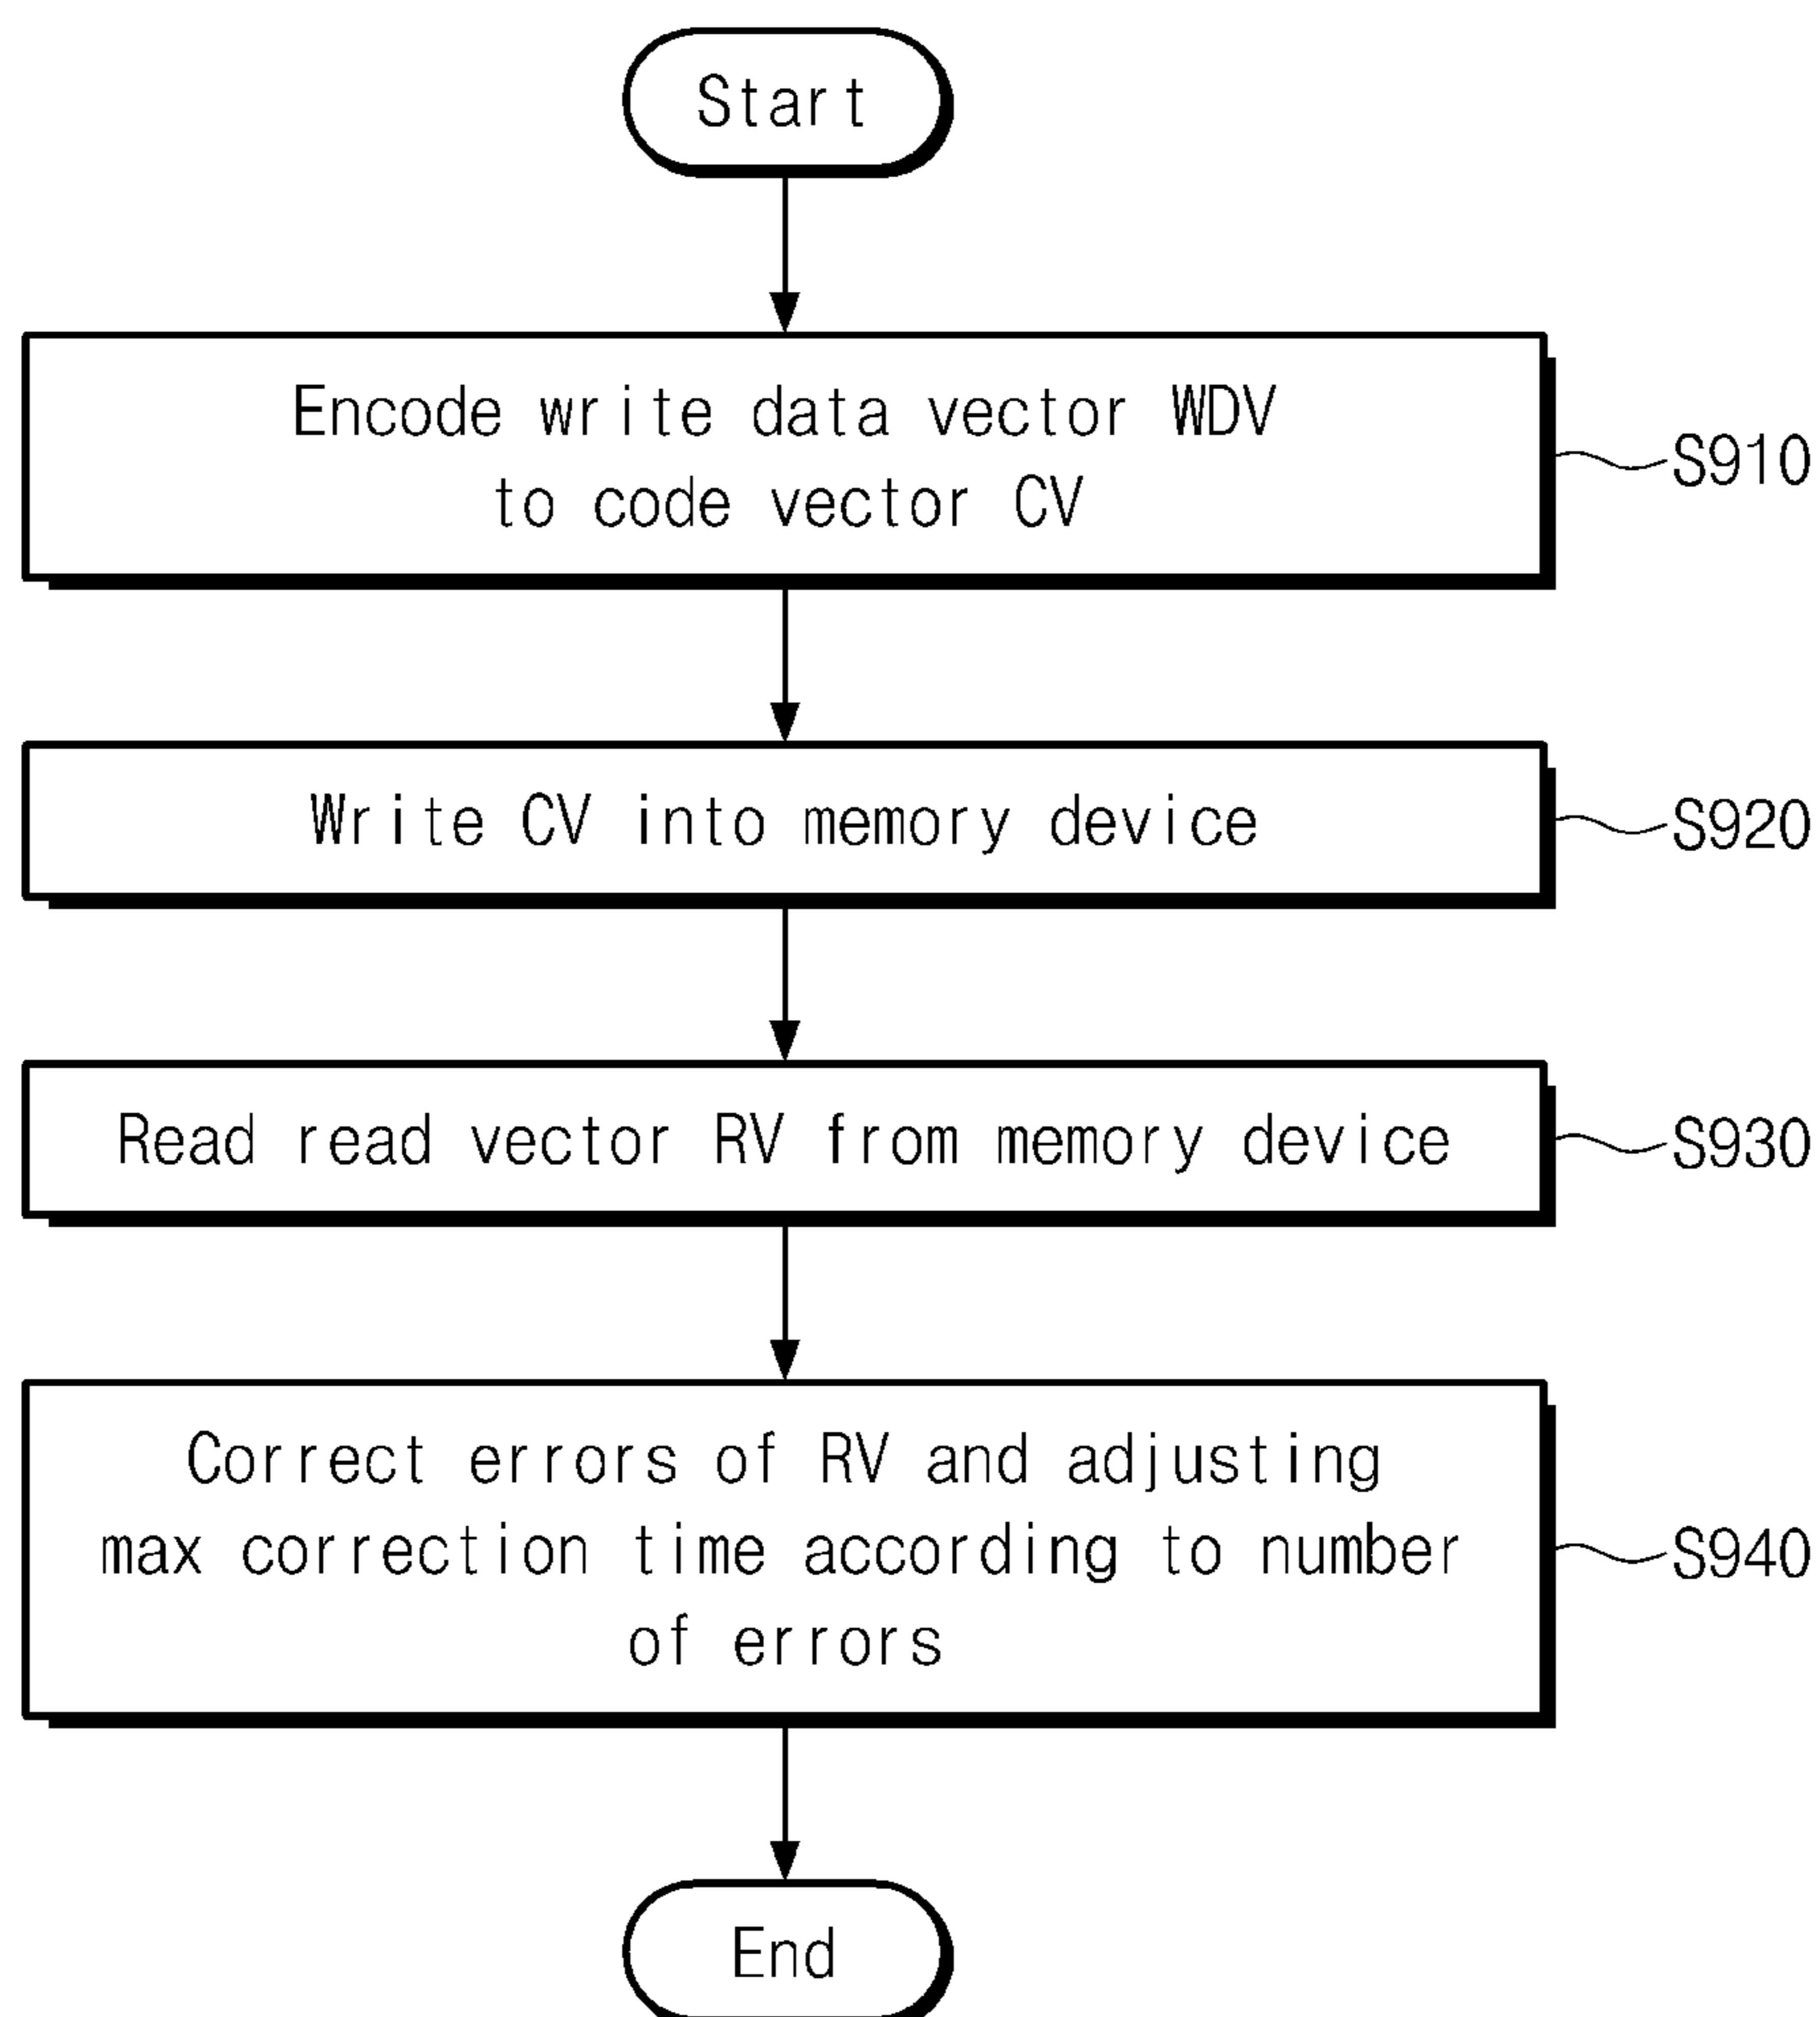 Start
Encode write data vector WDV
to code vector CV
S910
Write CV into memory device
S920
Read read vector RV from memory device
S930
Correct errors of RV and adjusting
max correction time according to number
of errors
S940
End